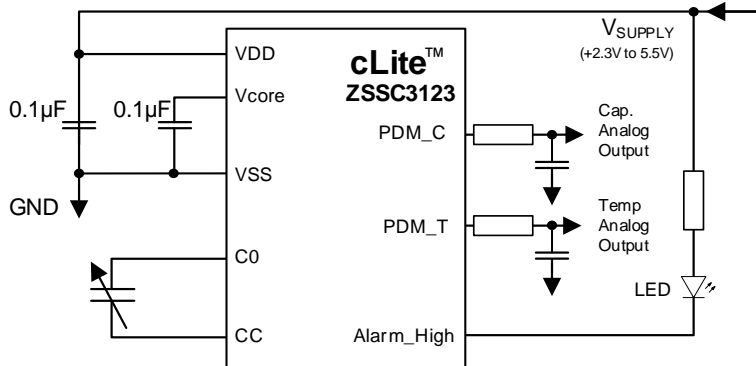 VDD
Vcore
VSS
C0
CC
0.1µF
0.1µF
GND
cLite™
ZSSC3123
PDM_C
PDM_T
Alarm_High
VSUPPLY
(+2.3V to 5.5V)
Cap.
Analog
Output
Temp
Analog
Output
LED